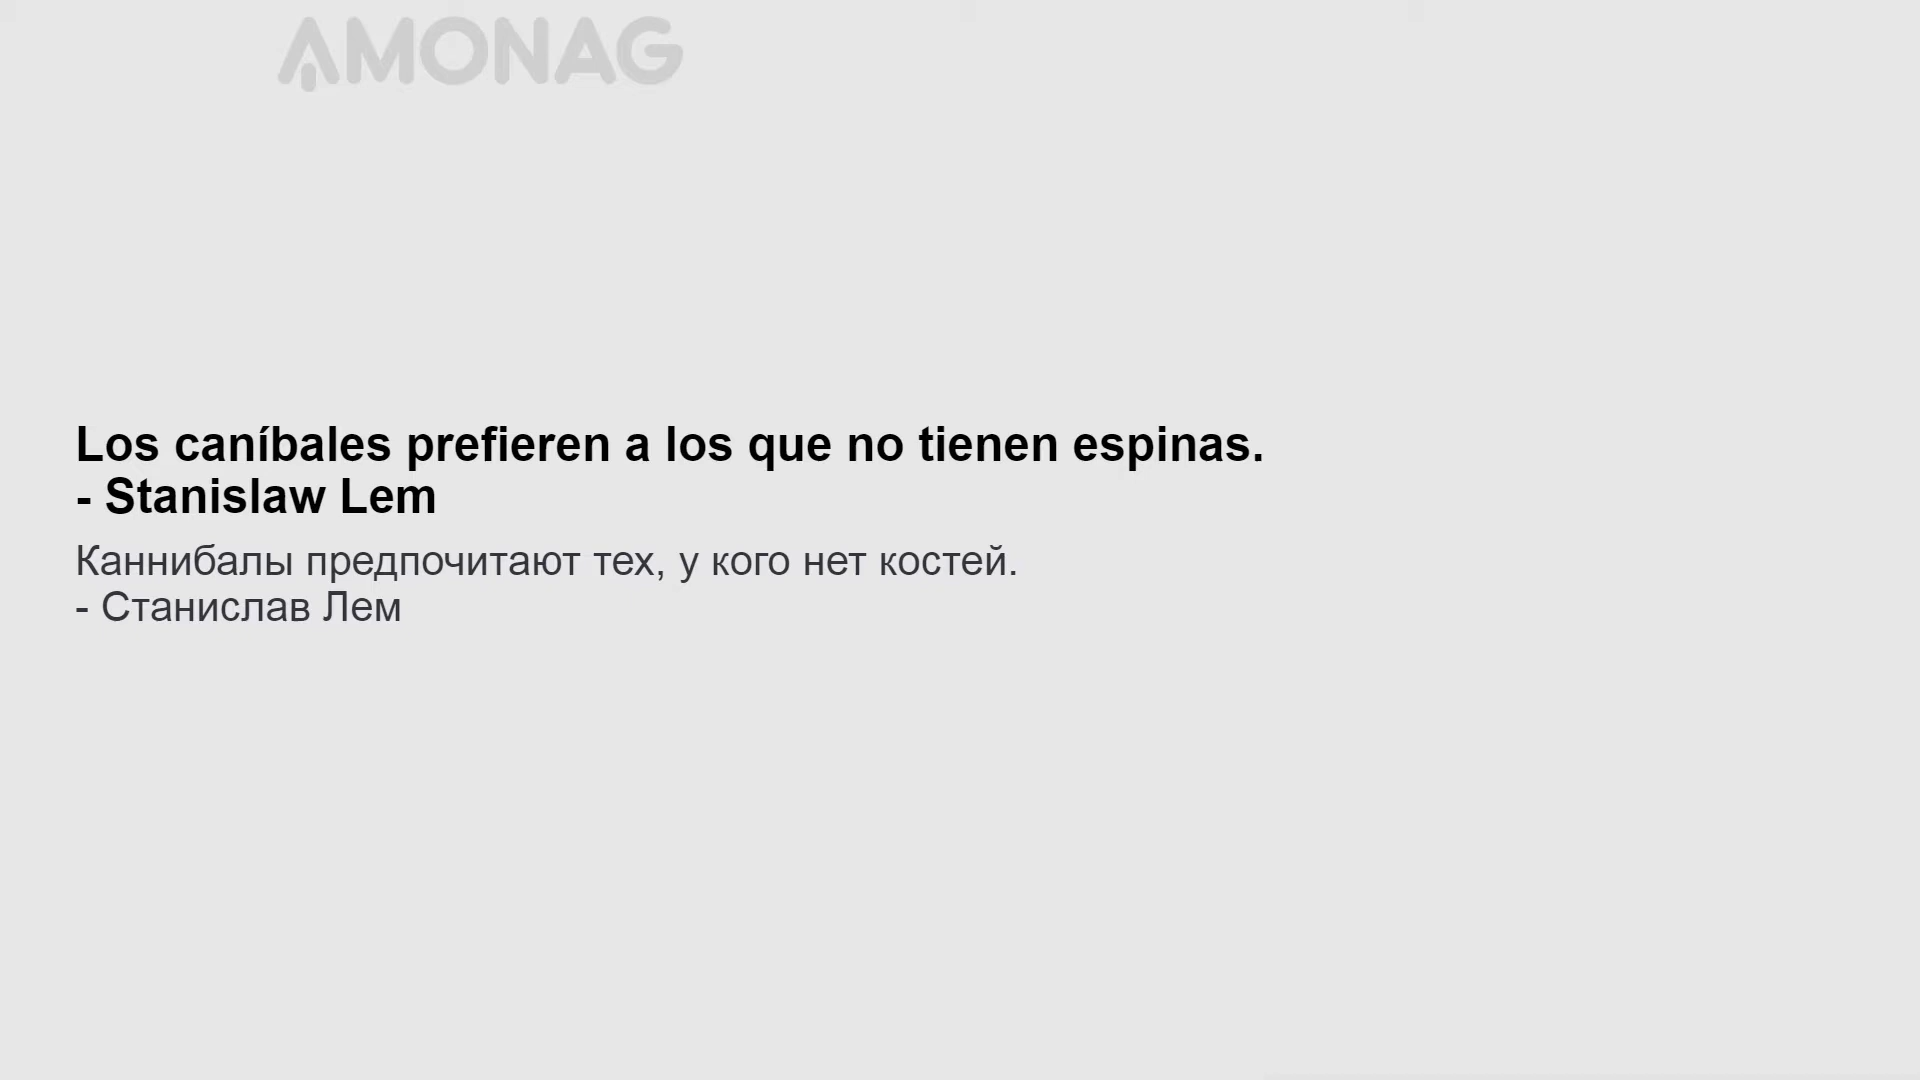 AMONAG
Los caníbales prefieren a los que no tienen espinas.
- Stanislaw Lem
Каннибалы предпочитают тех, у кого нет костей.
- Станислав Лем